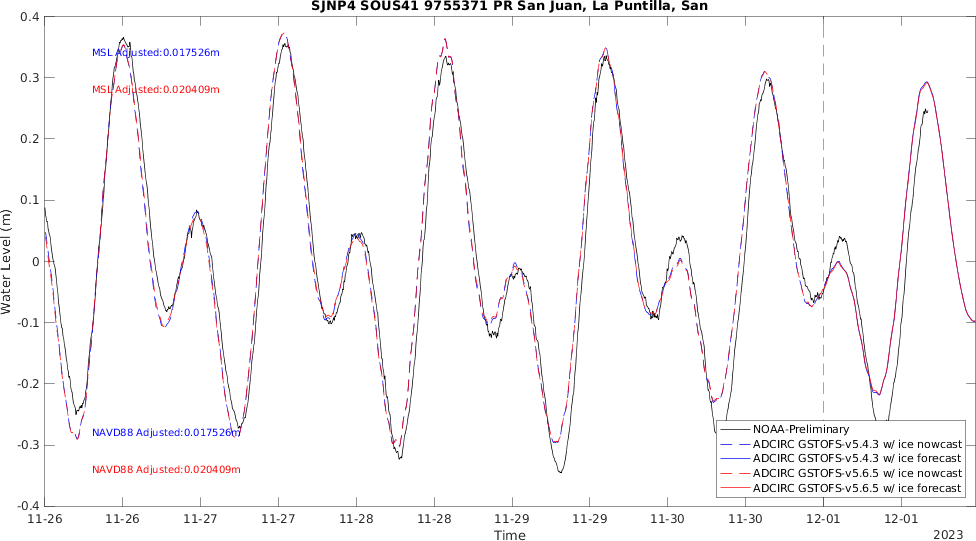 SJNP4 SOUS41 9755371 PR San Juan, La Puntilla, San
0.4
0.3
0.2
0.1
0
-0.1
-0.2
-0.3
-0.4
Water Level (m)
MSL Adjusted:0.017526m
MSL Adjusted:0.020409m
NAVD88 Adjusted:0.017526m
NAVD88 Adjusted:0.020409m
NOAA-Preliminary
ADCIRC GSTOFS-v5.4.3 w/ ice nowcast
ADCIRC GSTOFS-v5.4.3 w/ ice forecast
ADCIRC GSTOFS-v5.6.5 w/ ice nowcast
ADCIRC GSTOFS-v5.6.5 w/ ice forecast
11-26 11-26 11-27 11-27 11-28 11-28 11-29 11-29 11-30 11-30 12-01 12-01
Time
2023